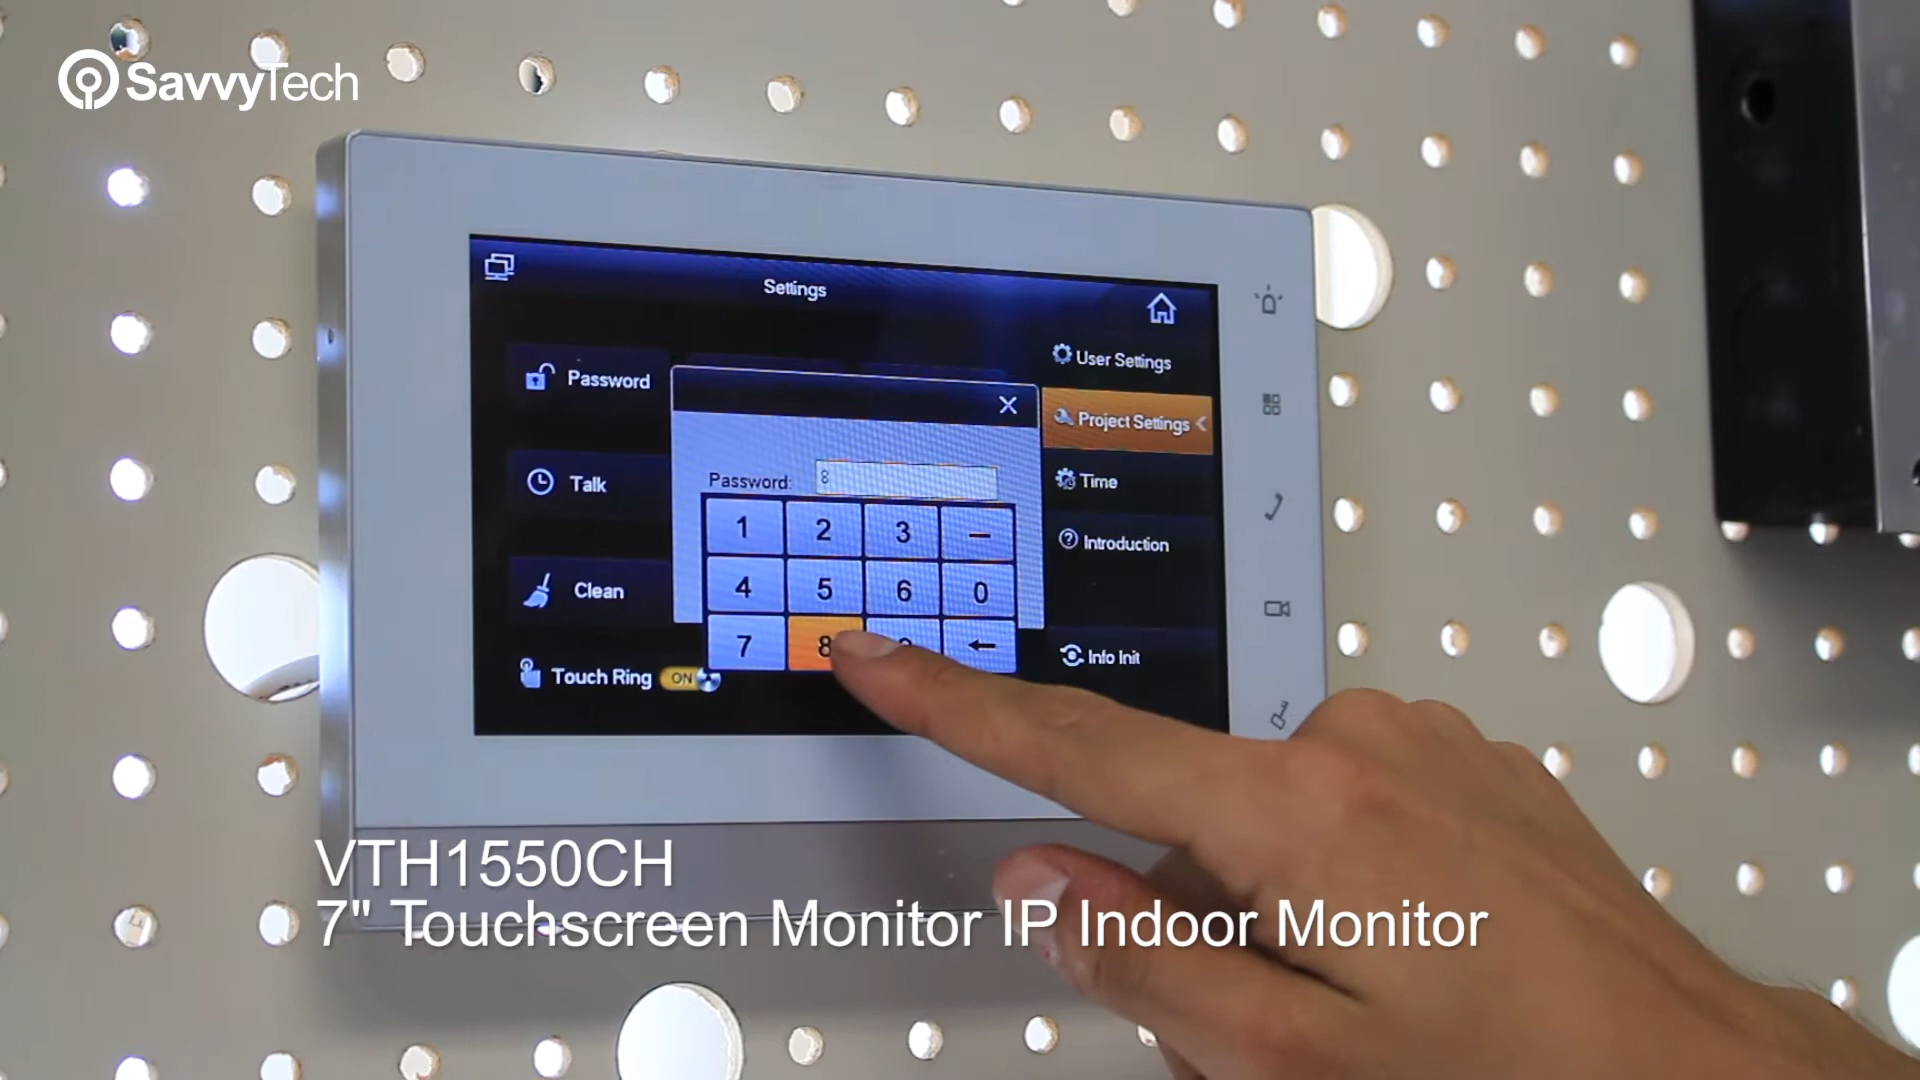 SavvyTech
Settings
Password
Talk
Clean
Touch Ring ON
X
Password: 8
1 2 3 —
4 5 6 0
7 8 ←
User Settings
Project Settings
Time
Introduction
Info Init
VTH1550CH
7" Touchscreen Monitor IP Indoor Monitor